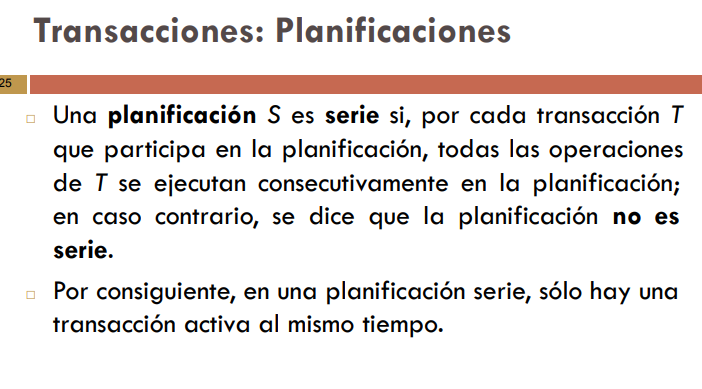 Transacciones: Planificaciones
25
□ Una planificación S es serie si, por cada transacción T
que participa en la planificación, todas las operaciones
de T se ejecutan consecutivamente en la planificación;
en caso contrario, se dice que la planificación no es
serie.
□ Por consiguiente, en una planificación serie, sólo hay una
transacción activa al mismo tiempo.